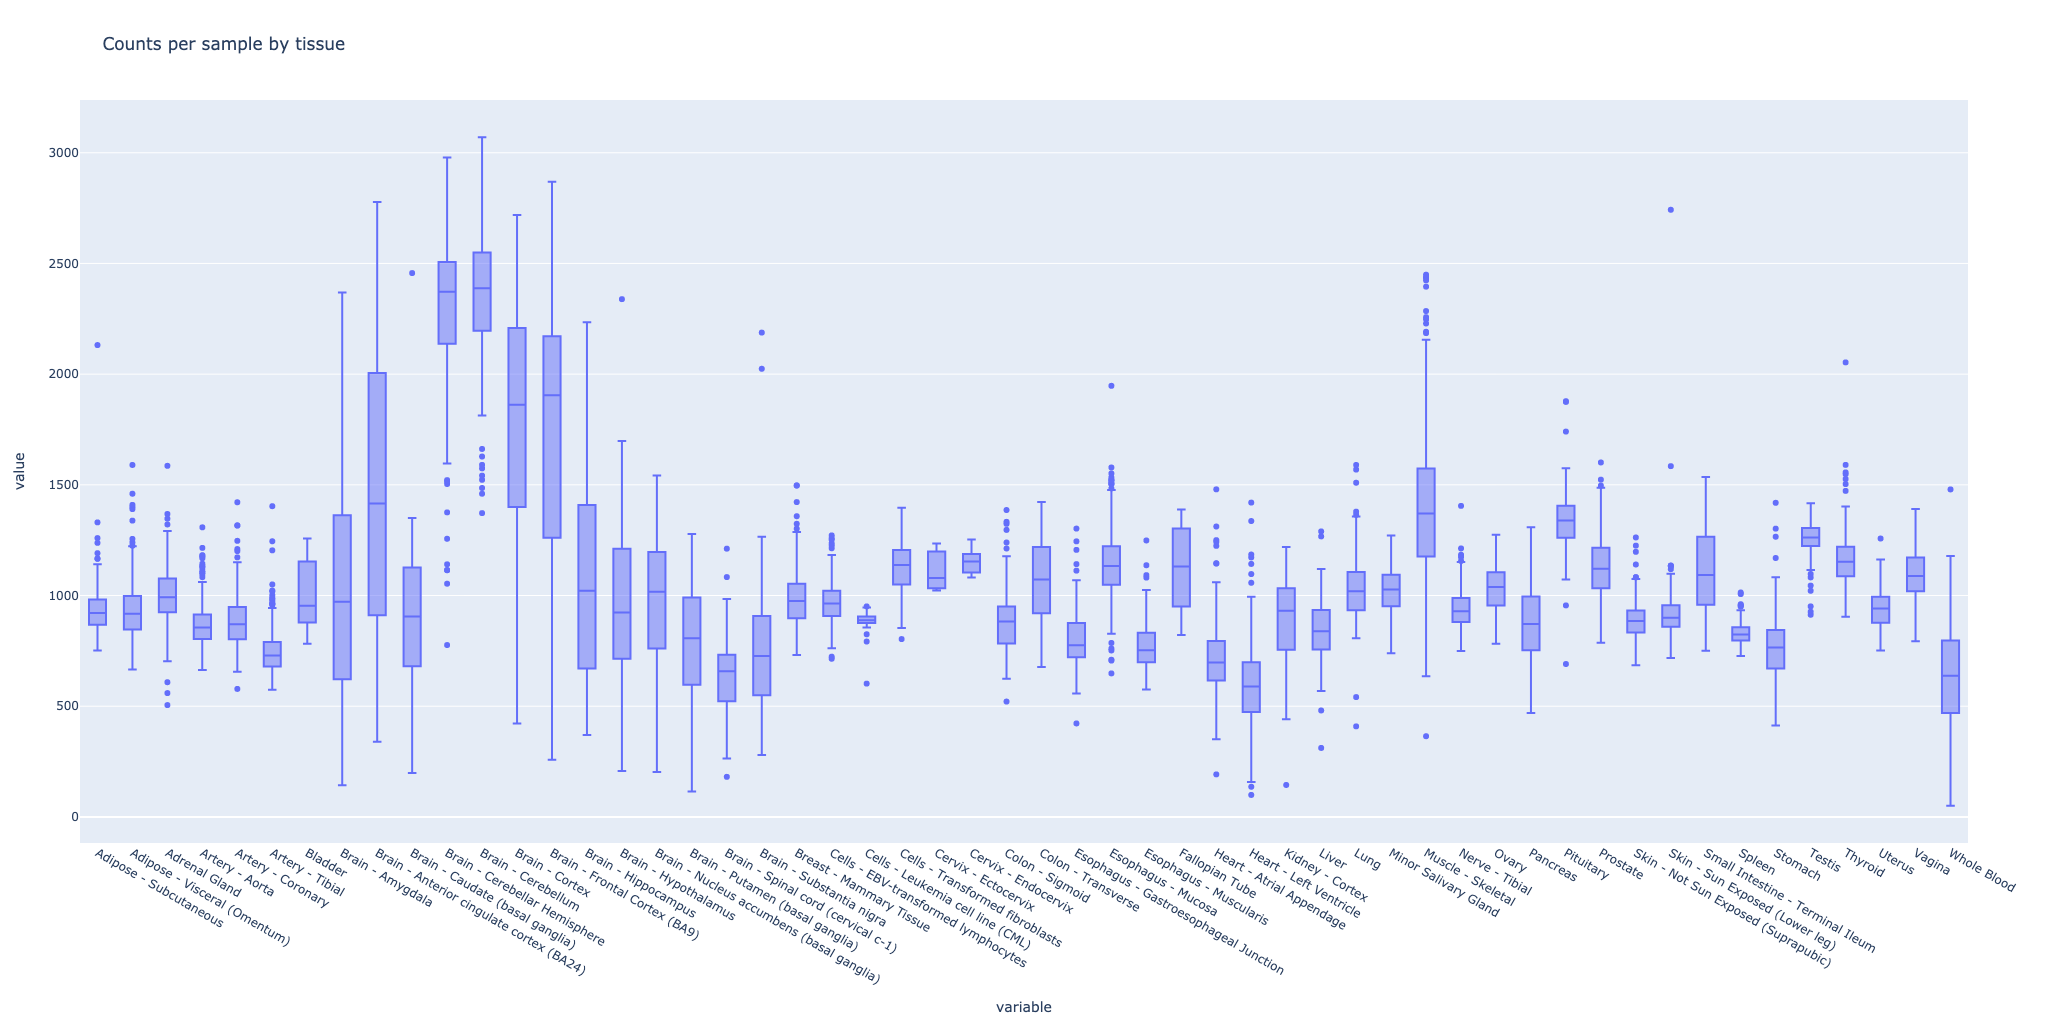 Counts per sample by tissue
3000
2500
2000
1500
1000
500
0
value
Adipose - Subcutaneous
Adipose - Visceral (Omentum)
Adrenal Gland
Artery - Aorta
Artery - Coronary
Artery - Tibial
Bladder
Brain - Amygdala
Brain - Anterior cingulate cortex (BA24)
Brain - Caudate (basal ganglia)
Brain - Cerebellar Hemisphere
Brain - Cerebellum
Brain - Cortex
Brain - Frontal Cortex (BA9)
Brain - Hippocampus
Brain - Hypothalamus
Brain - Nucleus accumbens (basal ganglia)
Brain - Putamen (basal ganglia)
Brain - Spinal cord (cervical c-1)
Brain - Substantia nigra
Breast - Mammary Tissue
Cells - EBV-transformed lymphocytes
Cells - Leukemia cell line (CML)
Cells - Transformed fibroblasts
Cervix - Ectocervix
Cervix - Endocervix
Colon - Sigmoid
Colon - Transverse
Esophagus - Gastroesophageal Junction
Esophagus - Mucosa
Esophagus - Muscularis
Fallopian Tube
Heart - Atrial Appendage
Heart - Left Ventricle
Kidney - Cortex
Liver
Lung
Minor Salivary Gland
Muscle - Skeletal
Nerve - Tibial
Ovary
Pancreas
Pituitary
Prostate
Skin - Not Sun Exposed (Suprapubic)
Skin - Sun Exposed (Lower leg)
Small Intestine - Terminal Ileum
Spleen
Stomach
Testis
Thyroid
Uterus
Vagina
Whole Blood
variable